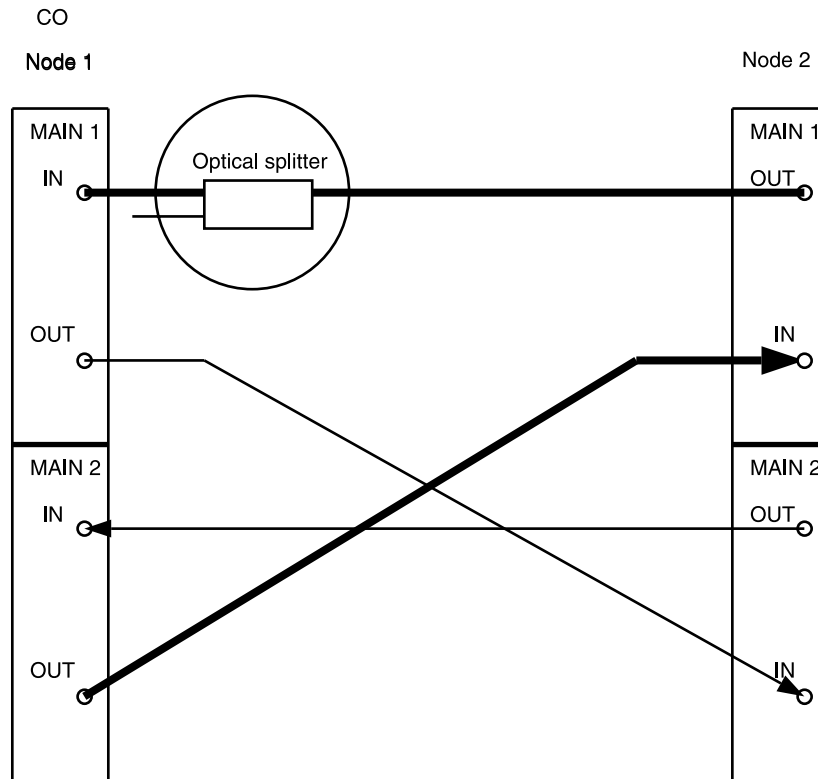 CO
Node 1
Node 2
MAIN 1
MAIN 1
Optical splitter
IN
OUT
OUT
IN
MAIN 2
MAIN 2
IN
OUT
OUT
IN